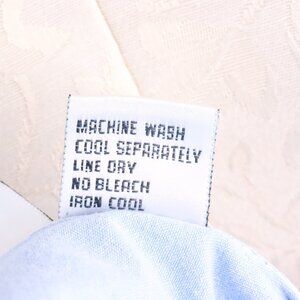 MACHINE WASH
COOL SEPARATELY
LINE DRY
NO BLEACH
IRON COOL